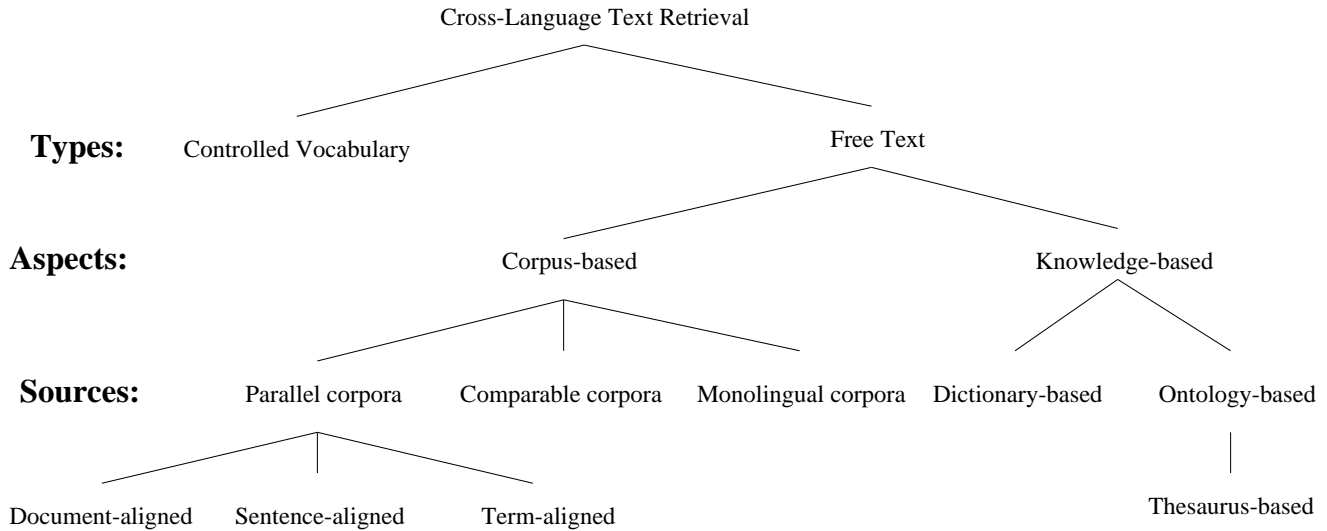 Cross-Language Text Retrieval
Types: Controlled Vocabulary Free Text
Aspects: Corpus-based Knowledge-based
Sources: Parallel corpora Comparable corpora Monolingual corpora Dictionary-based Ontology-based
Document-aligned Sentence-aligned Term-aligned Thesaurus-based